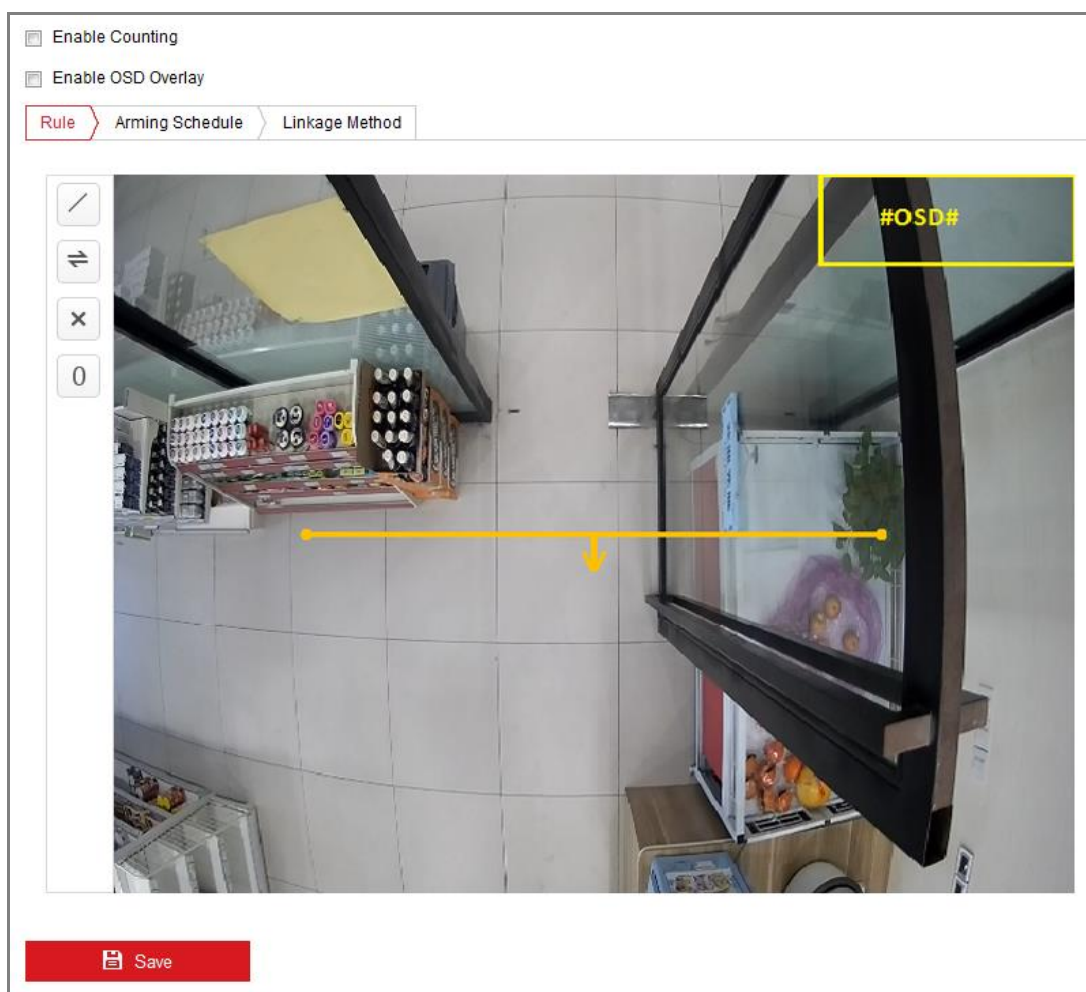 Enable Counting
Enable OSD Overlay
Rule Arming Schedule Linkage Method
#OSD#
0
Save